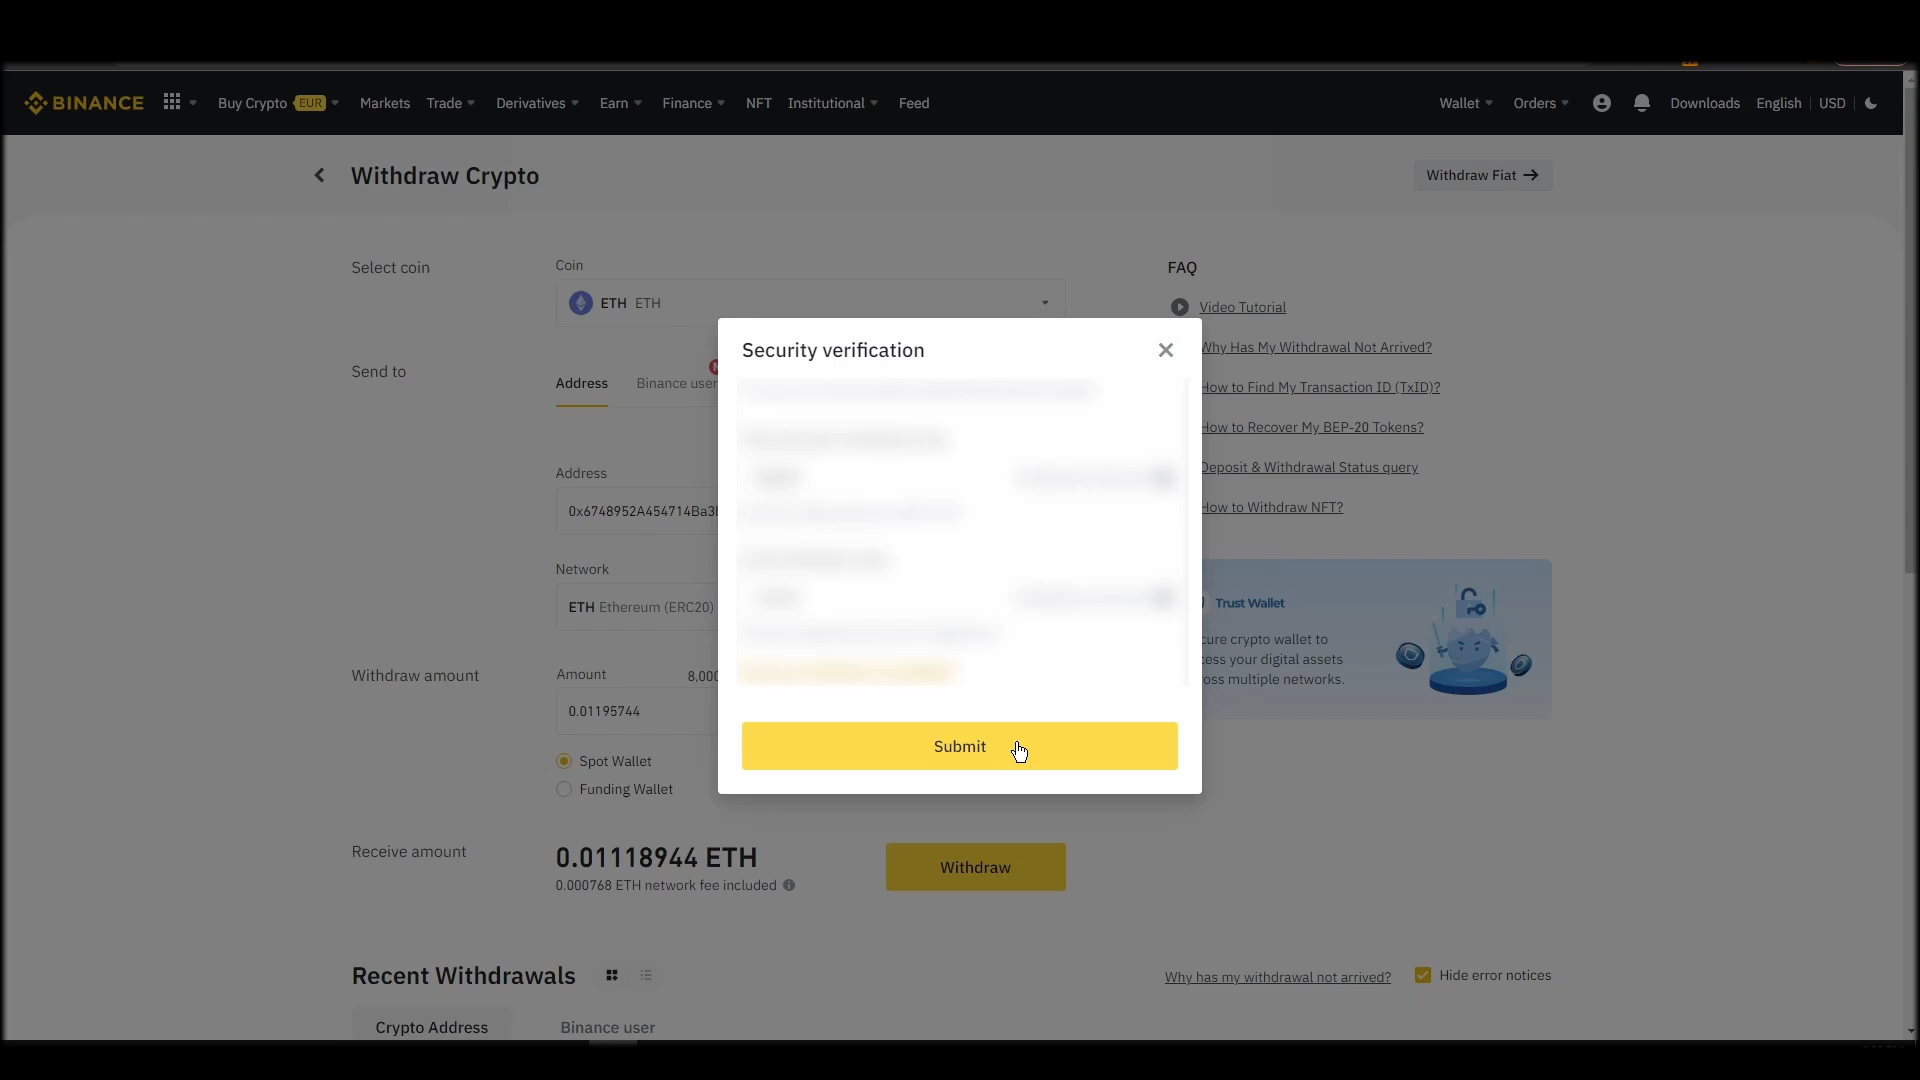 BINANCE
Buy Crypto EUR
Markets
Trade
Derivatives
Earn
Finance
NFT
Institutional
Feed
Wallet
Orders
Downloads
English
USD
Withdraw Crypto
Withdraw Fiat
Select coin
Coin
ETH ETH
FAQ
Video Tutorial
Security verification
Why Has My Withdrawal Not Arrived?
Send to
Address
Binance user
How to Find My Transaction ID (TxID)?
How to Recover My BEP-20 Tokens?
Deposit & Withdrawal Status query
How to Withdraw NFT?
Address
0x6748952A454714Ba3
Network
ETH Ethereum (ERC20)
Trust Wallet
cure crypto wallet to
cess your digital assets
oss multiple networks.
Withdraw amount
Amount
8,000
0.01195744
Submit
Spot Wallet
Funding Wallet
Receive amount
0.01118944 ETH
0.000768 ETH network fee included
Withdraw
Recent Withdrawals
Why has my withdrawal not arrived?
Hide error notices
Crypto Address
Binance user